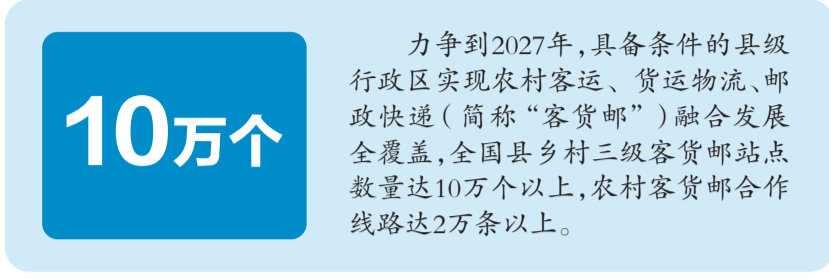 10万个
力争到2027年,具备条件的县级
行政区实现农村客运、货运物流、邮
政快递(简称“客货邮”)融合发展
全覆盖,全国县乡村三级客货邮站点
数量达10万个以上,农村客货邮合作
线路达2万条以上。